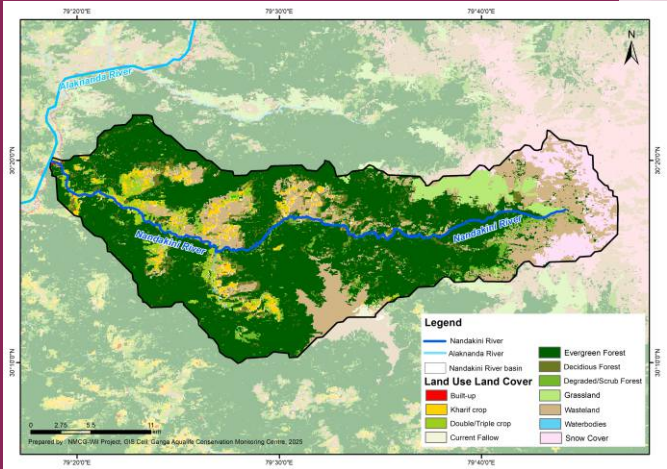 79°20'0"E 79°30'0"E 79°40'0"E
N
Alaknanda River
30°20'0"N 30°20'0"N
Nandakini River
Nandakini River
30°10'0"N 30°10'0"N
Legend
Nandakini River
Alaknanda River
Nandakini River basin
Land Use Land Cover
Built-up
Kharif crop
Double/Triple crop
Current Fallow
Evergreen Forest
Decidious Forest
Degraded/Scrub Forest
Grassland
Wasteland
Waterbodies
Snow Cover
0 2.75 5.5 11
km
Prepared by : NMCG-WII Project, GIS Cell: Ganga Aqualife Conservation Monitoring Centre, 2025
79°20'0"E 79°30'0"E 79°40'0"E